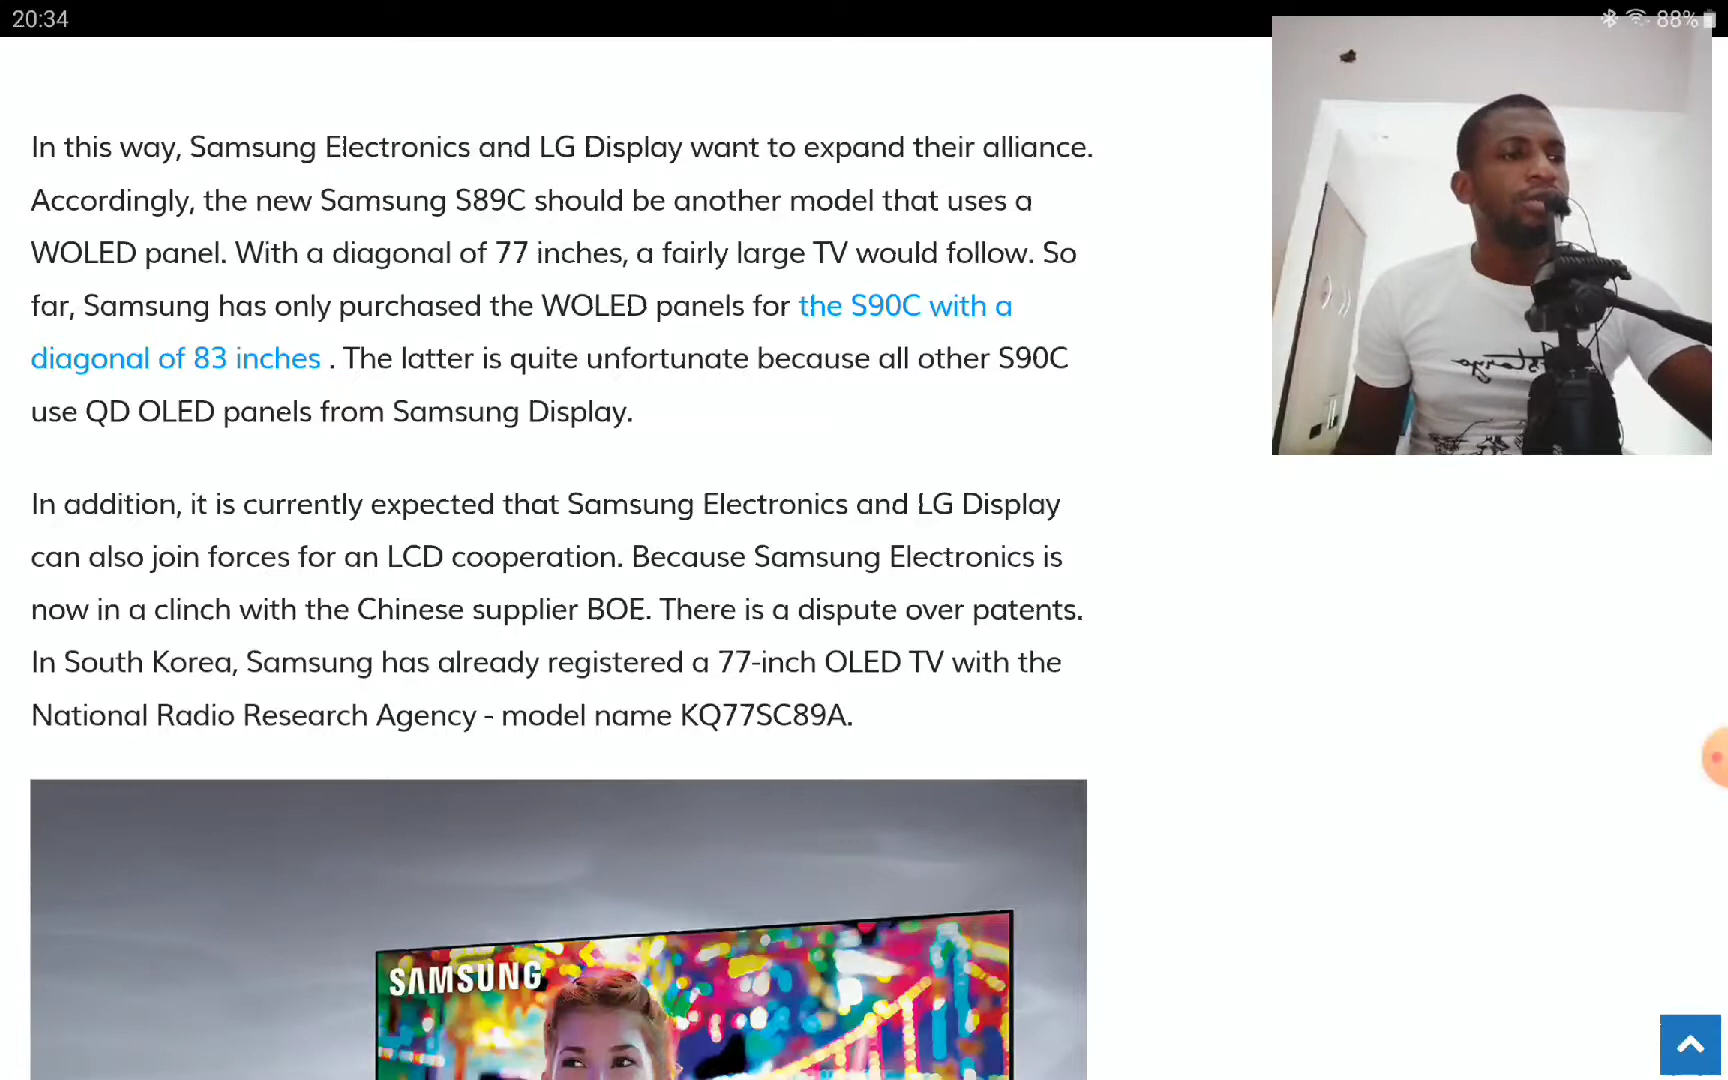 20:34
88%
In this way, Samsung Electronics and LG Display want to expand their alliance.
Accordingly, the new Samsung S89C should be another model that uses a
WOLED panel. With a diagonal of 77 inches, a fairly large TV would follow. So
far, Samsung has only purchased the WOLED panels for the S90C with a
diagonal of 83 inches . The latter is quite unfortunate because all other S90C
use QD OLED panels from Samsung Display.
In addition, it is currently expected that Samsung Electronics and LG Display
can also join forces for an LCD cooperation. Because Samsung Electronics is
now in a clinch with the Chinese supplier BOE. There is a dispute over patents.
In South Korea, Samsung has already registered a 77-inch OLED TV with the
National Radio Research Agency - model name KQ77SC89A.
SAMSUNG